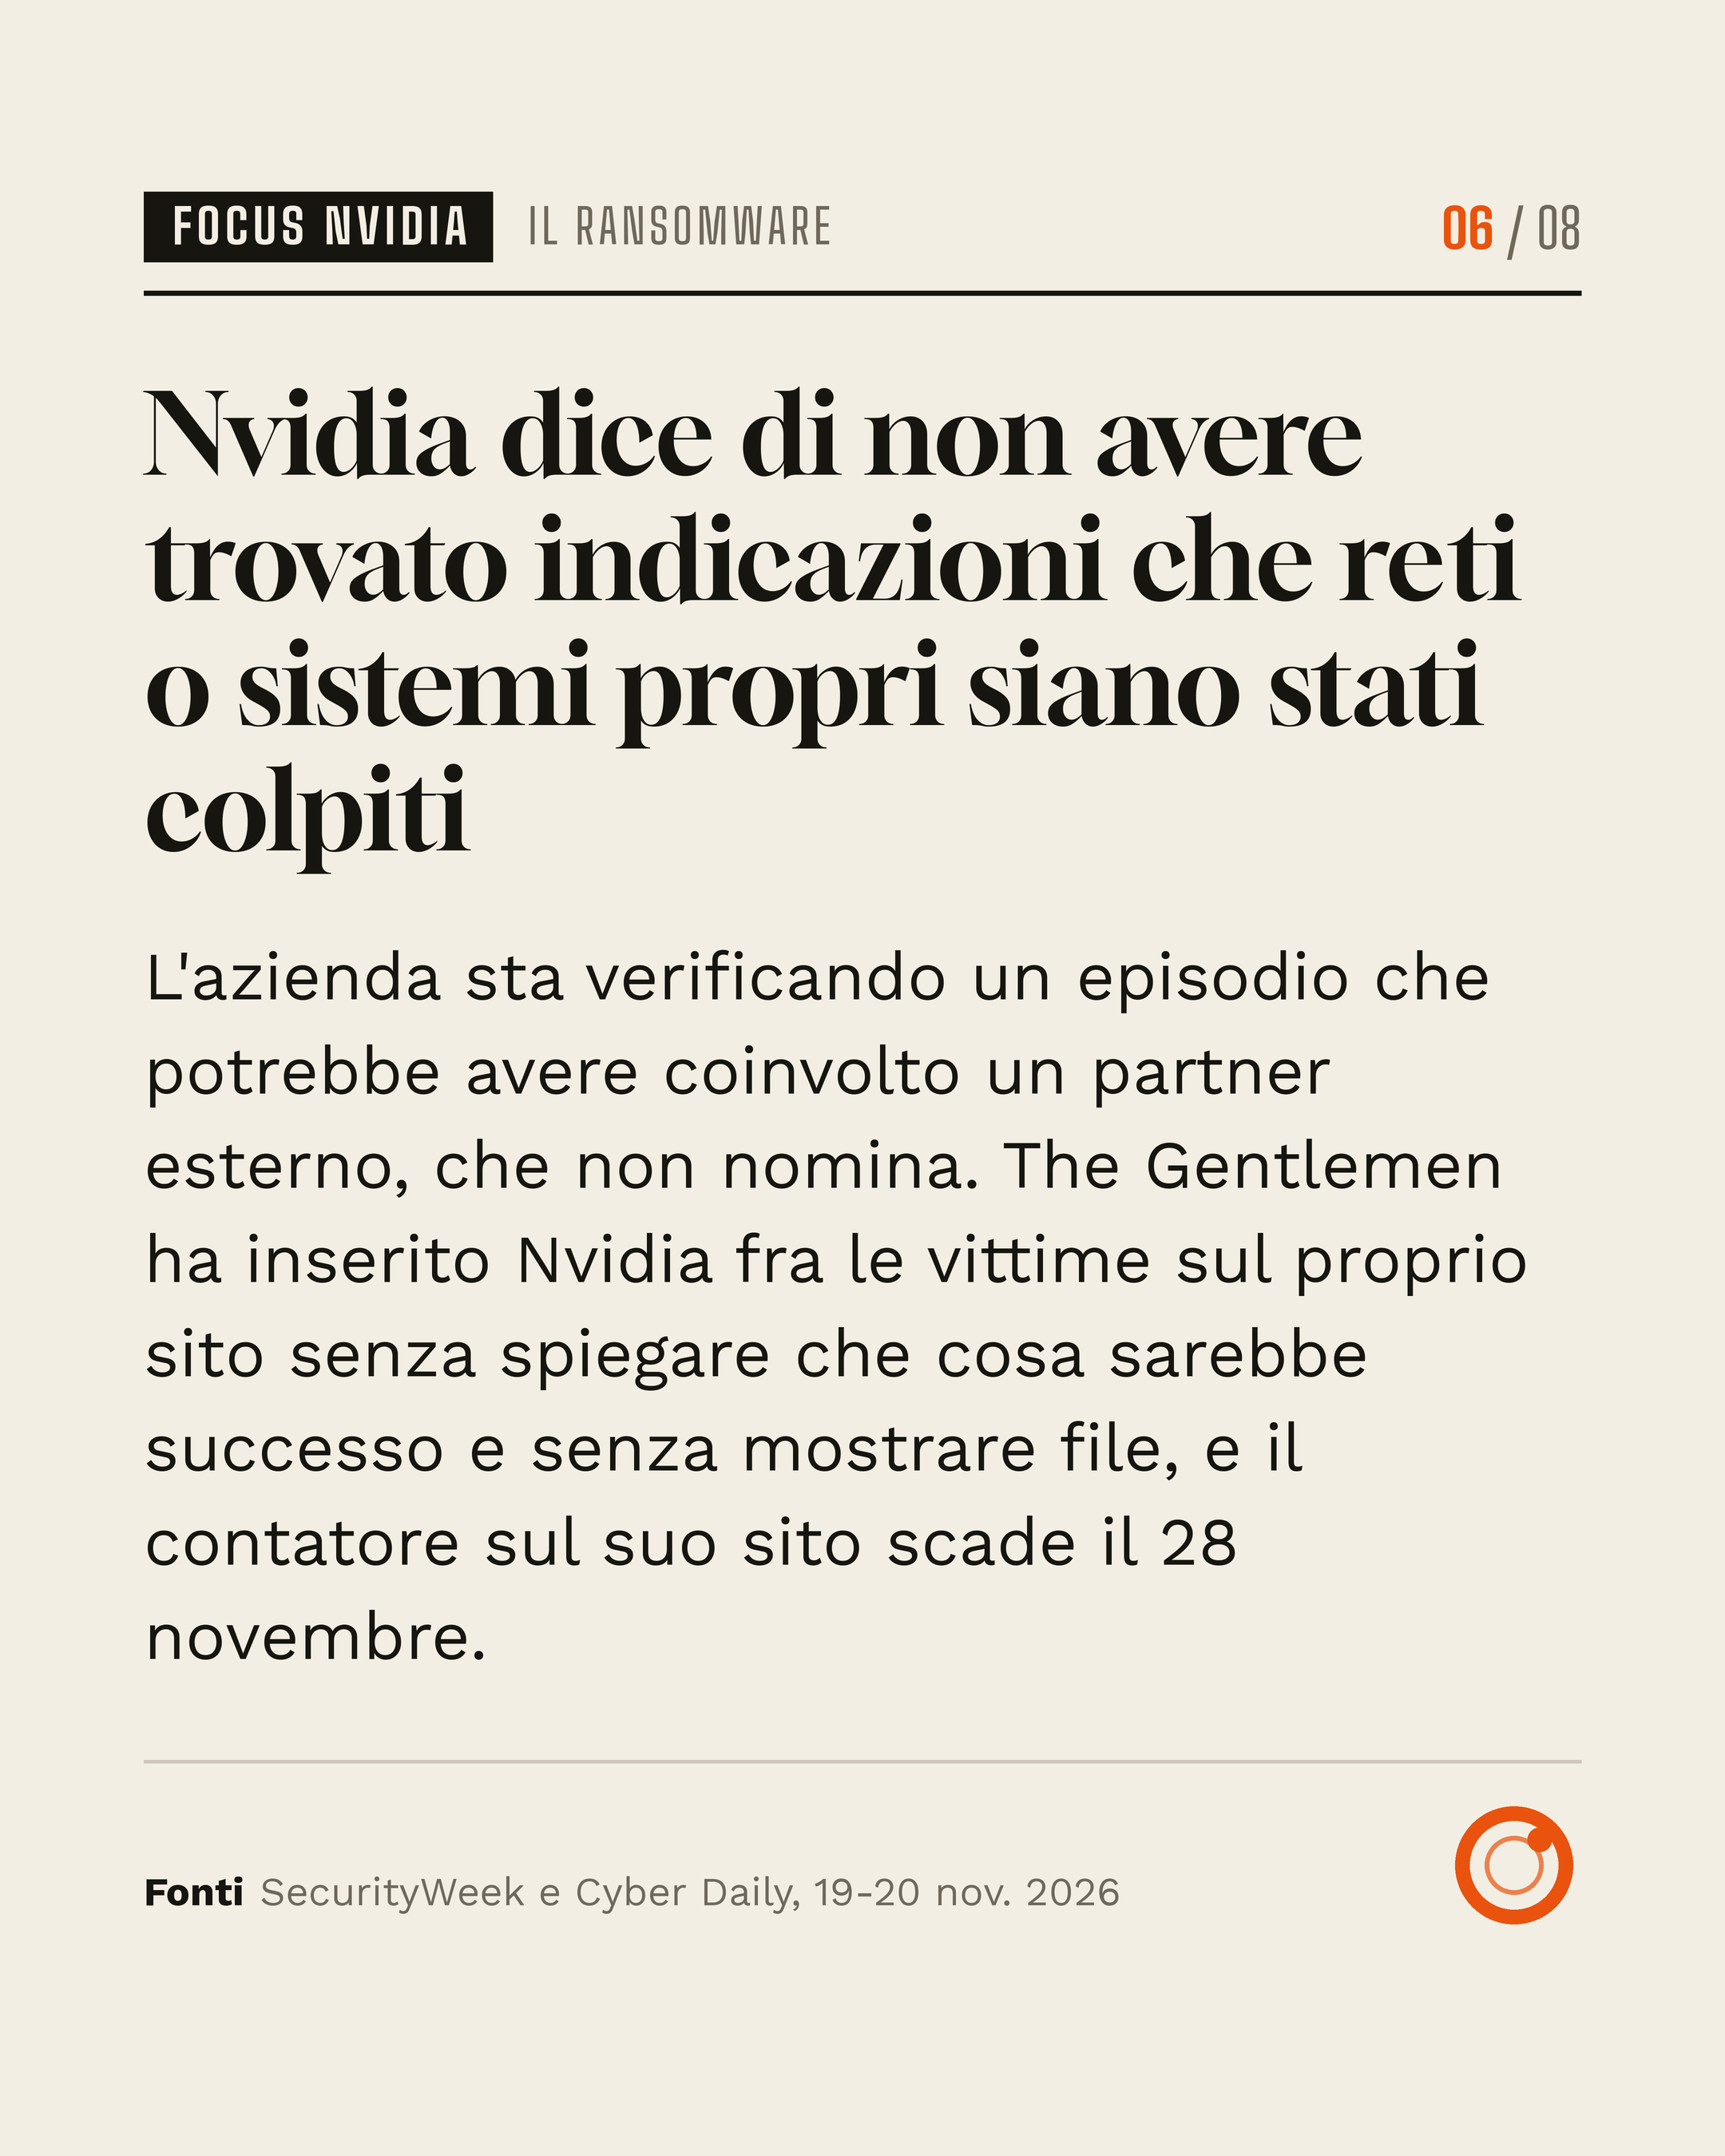 FOCUS NVIDIA IL RANSOMWARE 06 / 08
Nvidia dice di non avere
trovato indicazioni che reti
o sistemi propri siano stati
colpiti
L'azienda sta verificando un episodio che
potrebbe avere coinvolto un partner
esterno, che non nomina. The Gentlemen
ha inserito Nvidia fra le vittime sul proprio
sito senza spiegare che cosa sarebbe
successo e senza mostrare file, e il
contatore sul suo sito scade il 28
novembre.
Fonti SecurityWeek e Cyber Daily, 19-20 nov. 2026